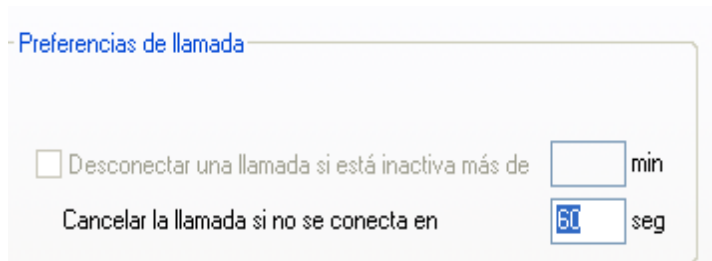 Preferencias de llamada
Desconectar una llamada si está inactiva más de min
Cancelar la llamada si no se conecta en 60 seg